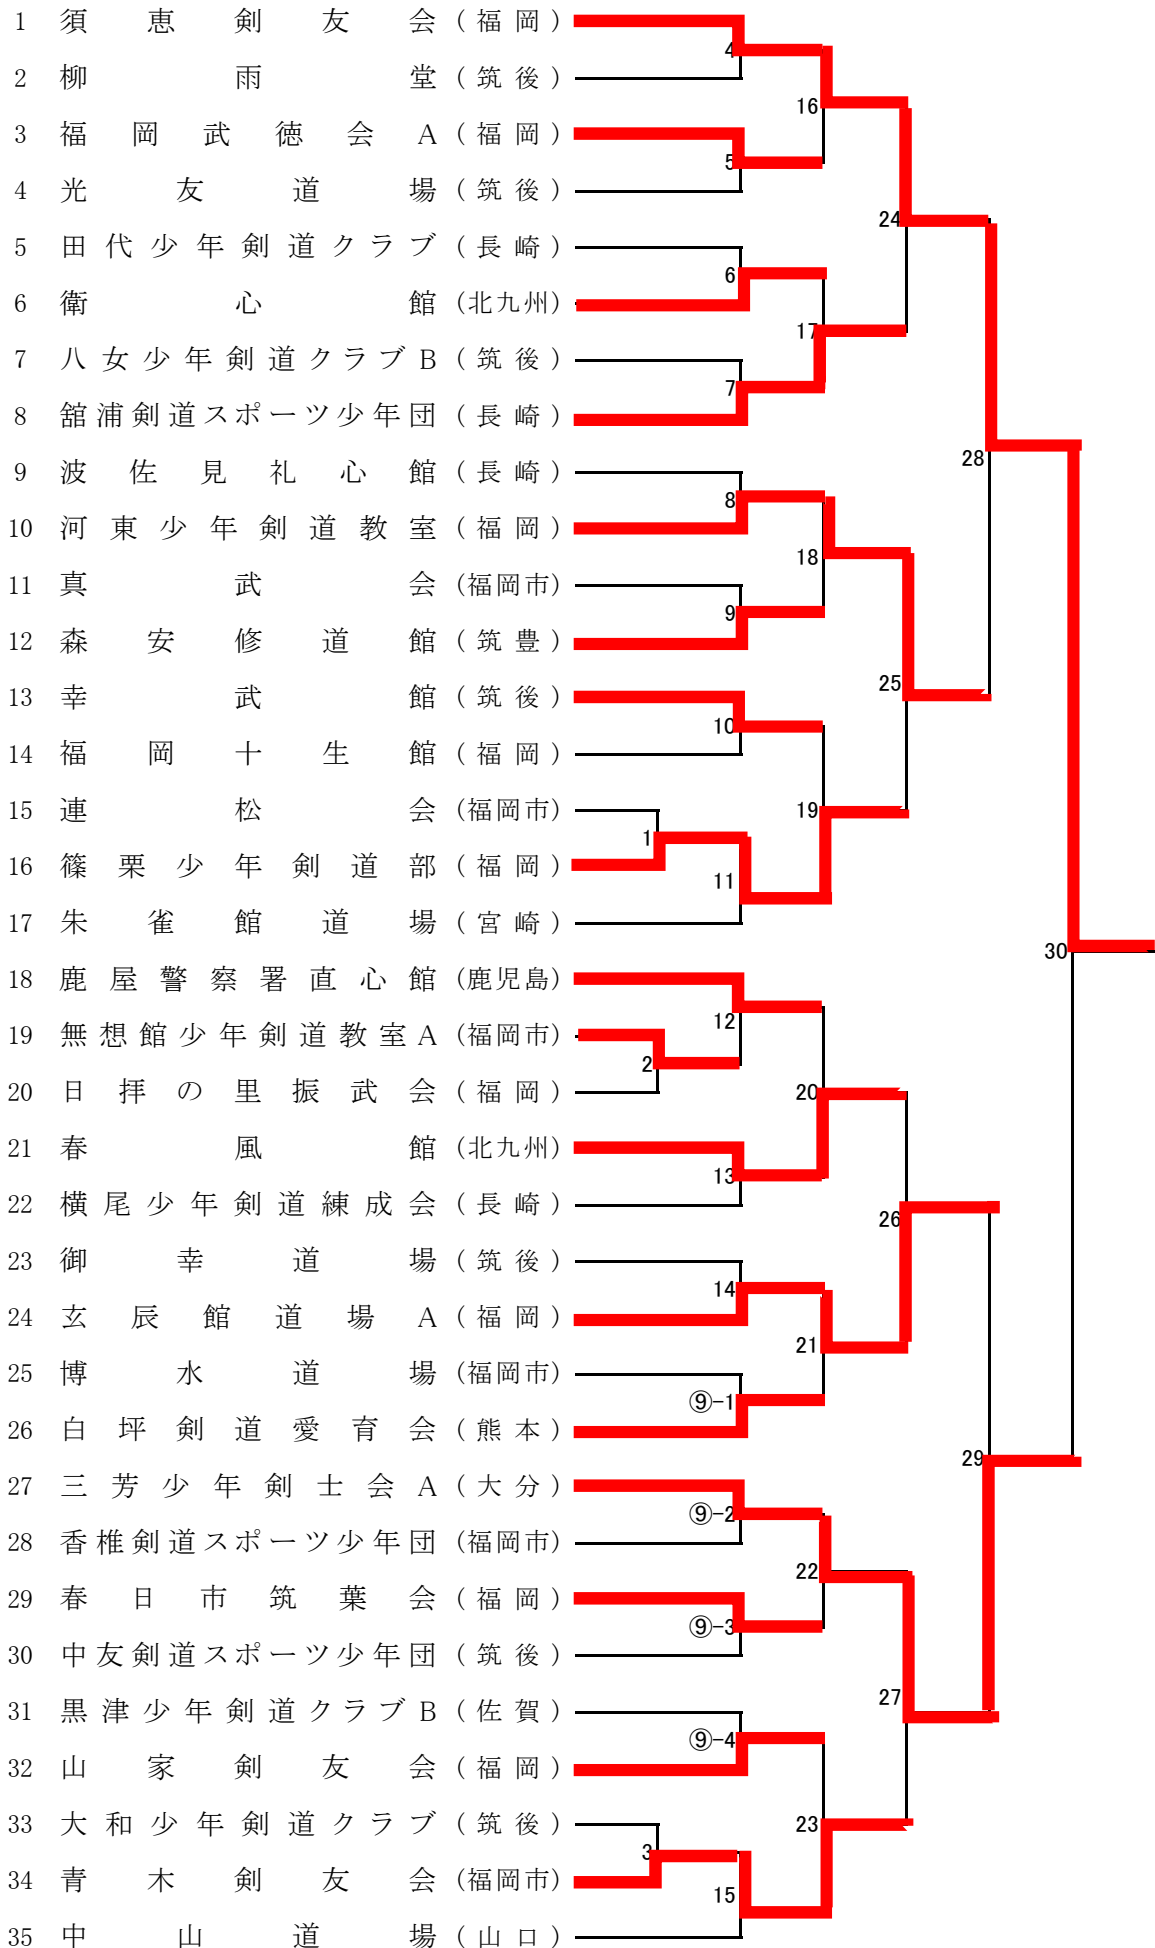 1 須恵剣友会 (福岡)
4
2 柳雨堂 (筑後)
16
3 福岡武徳会A (福岡)
5
4 光友道場 (筑後)
24
5 田代少年剣道クラブ (長崎)
6
6 衛心館 (北九州)
17
7 八女少年剣道クラブB (筑後)
7
8 舘浦剣道スポーツ少年団 (長崎)
28
9 波佐見礼心館 (長崎)
8
10 河東少年剣道教室 (福岡)
18
11 真武会 (福岡市)
9
12 森安修道館 (筑豊)
25
13 幸武館 (筑後)
10
14 福岡十生館 (福岡)
15 連松会 (福岡市)
19
1
16 篠栗少年剣道部 (福岡)
11
17 朱雀館道場 (宮崎)
30
18 鹿屋警察署直心館 (鹿児島)
12
19 無想館少年剣道教室A (福岡市)
2
20 日拝の里振武会 (福岡)
20
21 春風館 (北九州)
13
22 横尾少年剣道練成会 (長崎)
26
23 御幸道場 (筑後)
14
24 玄辰館道場A (福岡)
21
25 博水道場 (福岡市)
⑨-1
26 白坪剣道愛育会 (熊本)
29
27 三芳少年剣士会A (大分)
⑨-2
28 香椎剣道スポーツ少年団 (福岡市)
22
29 春日市筑葉会 (福岡)
⑨-3
30 中友剣道スポーツ少年団 (筑後)
27
31 黒津少年剣道クラブB (佐賀)
⑨-4
32 山家剣友会 (福岡)
33 大和少年剣道クラブ (筑後)
23
3
34 青木剣友会 (福岡市)
15
35 中山道場 (山口)